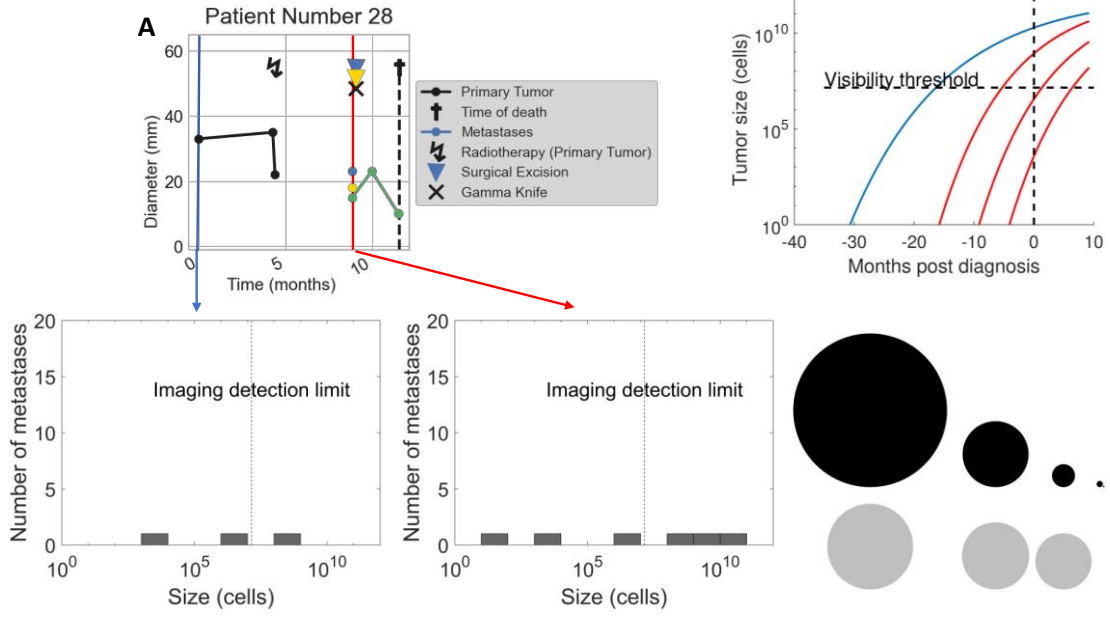 A
Patient Number 28
Diameter (mm)
60
40
20
0
0
5
10
Time (months)
Primary Tumor
Time of death
Metastases
Radiotherapy (Primary Tumor)
Surgical Excision
Gamma Knife
Tumor size (cells)
10^10
10^5
10^0
Visibility threshold
-40
-30
-20
-10
0
10
Months post diagnosis
Number of metastases
20
15
10
5
0
Imaging detection limit
10^0
10^5
10^10
Size (cells)
Number of metastases
20
15
10
5
0
Imaging detection limit
10^0
10^5
10^10
Size (cells)